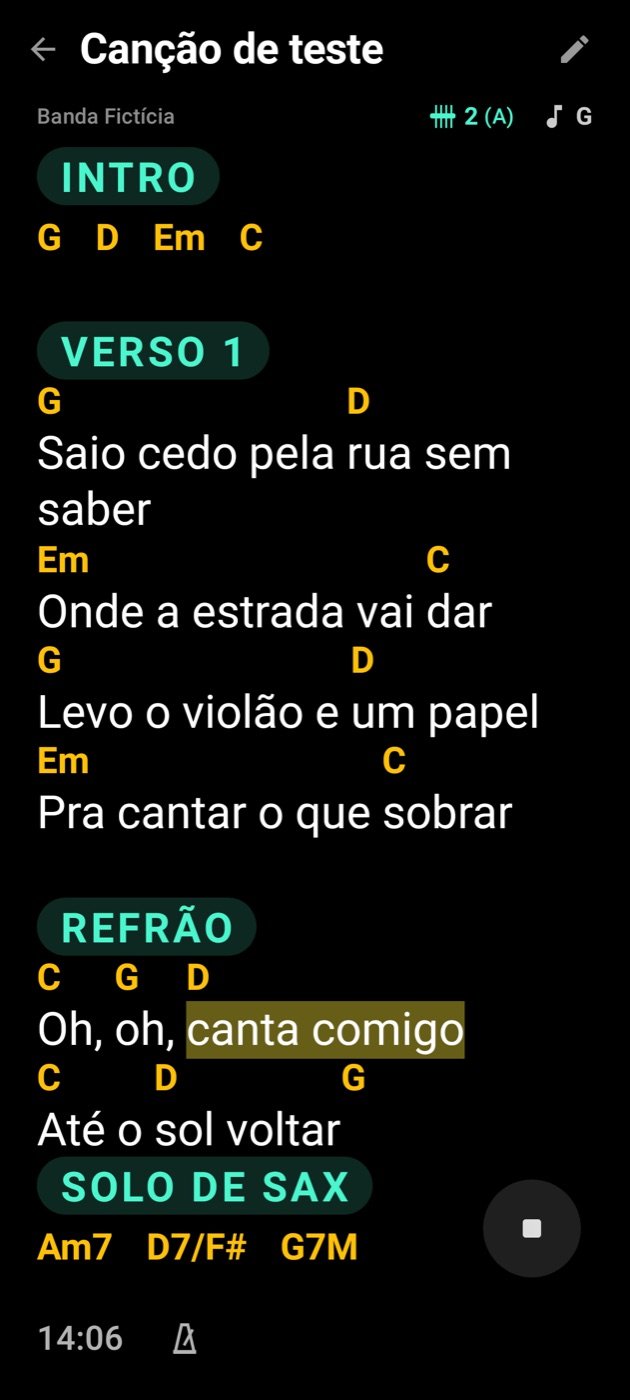 Canção de teste
Banda Fictícia 2 (A) G
INTRO
G D Em C
VERSO 1
G D
Saio cedo pela rua sem
saber
Em C
Onde a estrada vai dar
G D
Levo o violão e um papel
Em C
Pra cantar o que sobrar
REFRÃO
C G D
Oh, oh, canta comigo
C D G
Até o sol voltar
SOLO DE SAX
Am7 D7/F# G7M
14:06